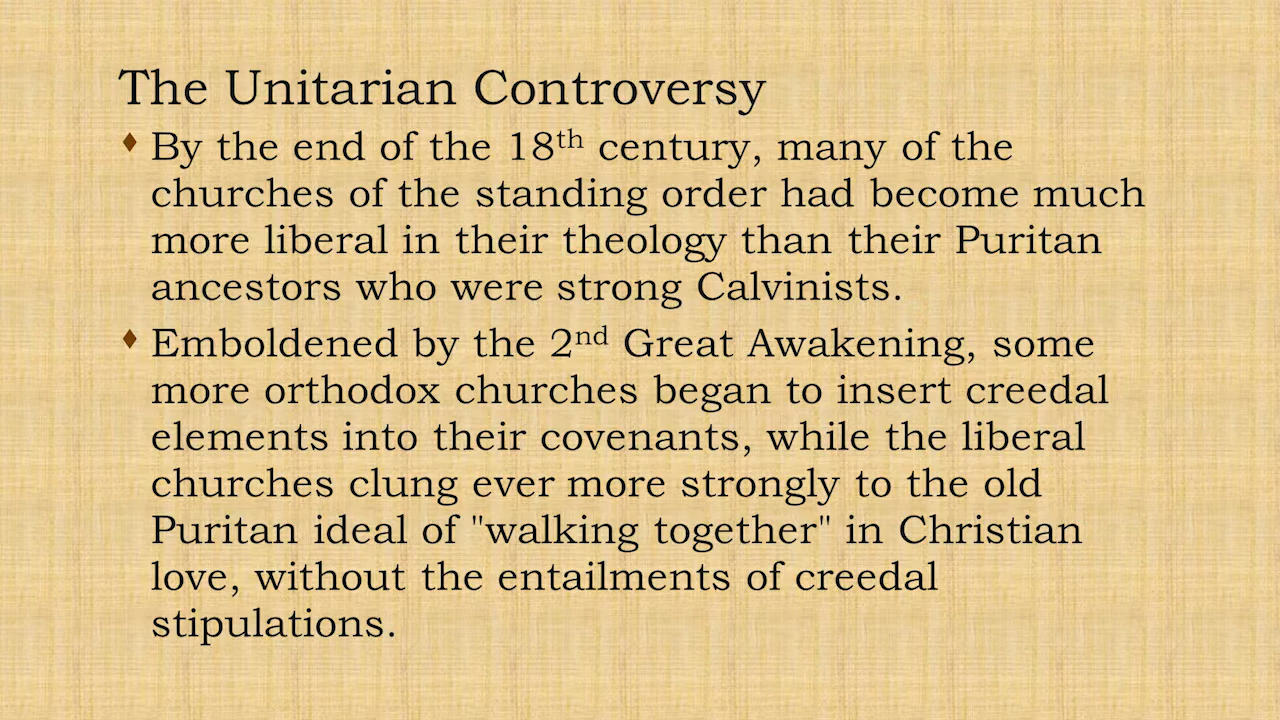 The Unitarian Controversy
By the end of the 18th century, many of the
churches of the standing order had become much
more liberal in their theology than their Puritan
ancestors who were strong Calvinists.
Emboldened by the 2nd Great Awakening, some
more orthodox churches began to insert creedal
elements into their covenants, while the liberal
churches clung ever more strongly to the old
Puritan ideal of "walking together" in Christian
love, without the entailments of creedal
stipulations.